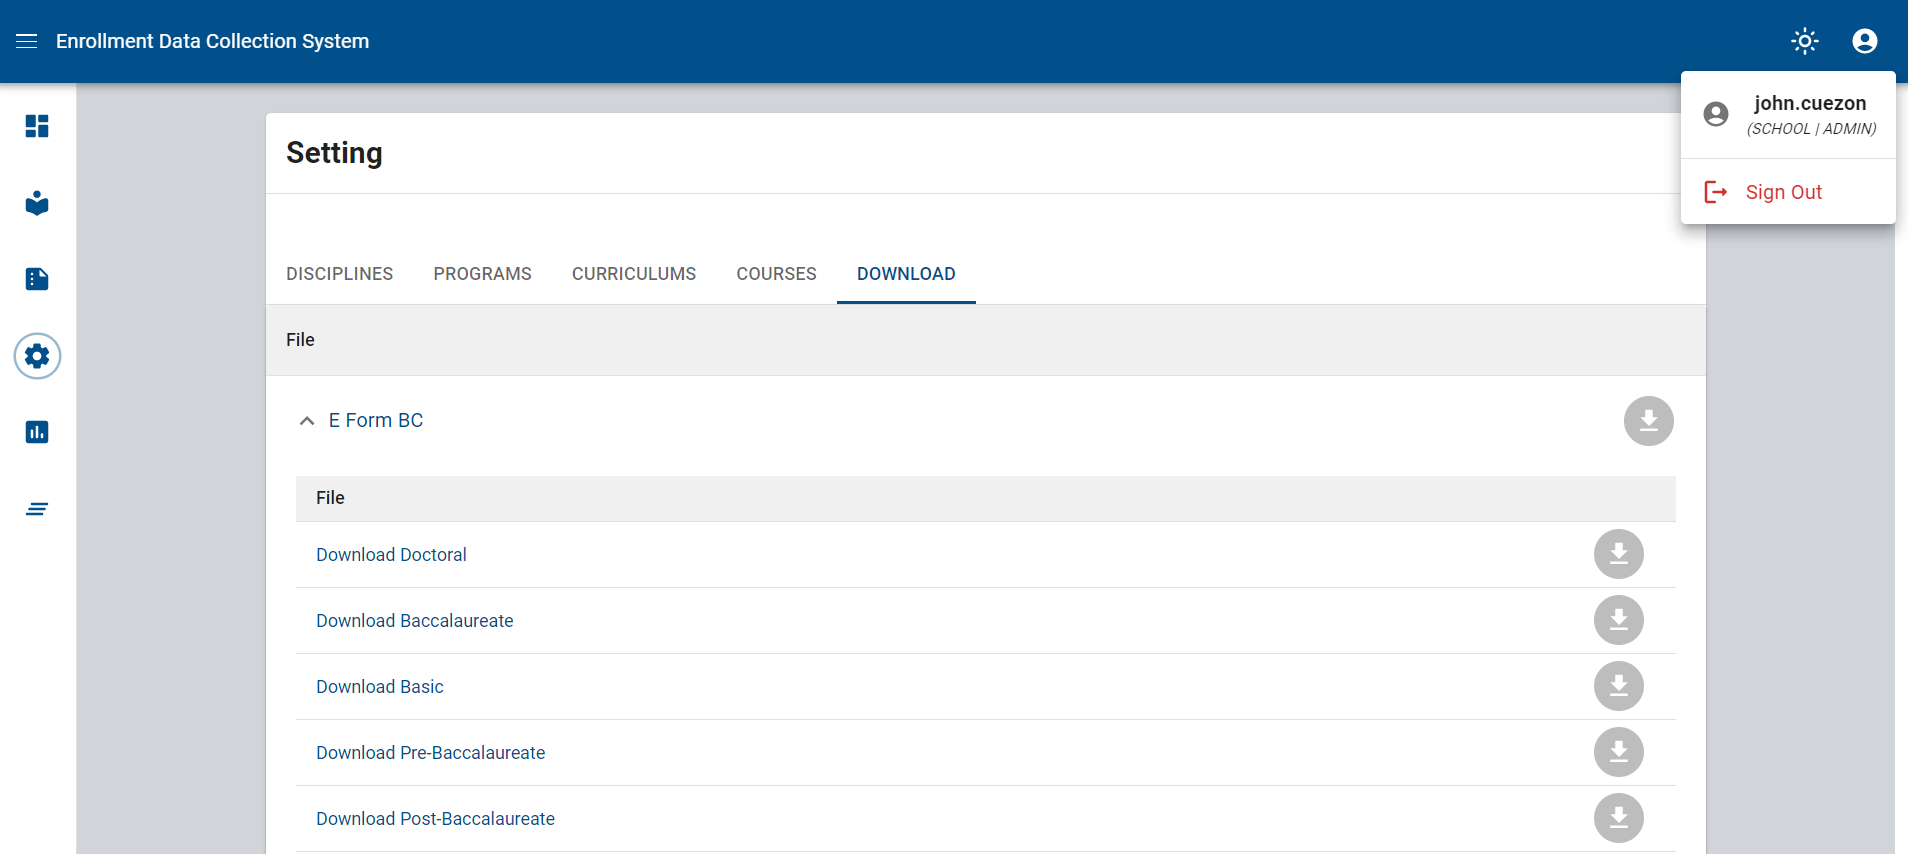 Enrollment Data Collection System
john.cuezon
(SCHOOL | ADMIN)
Sign Out
Setting
DISCIPLINES PROGRAMS CURRICULUMS COURSES DOWNLOAD
File
E Form BC
File
Download Doctoral
Download Baccalaureate
Download Basic
Download Pre-Baccalaureate
Download Post-Baccalaureate